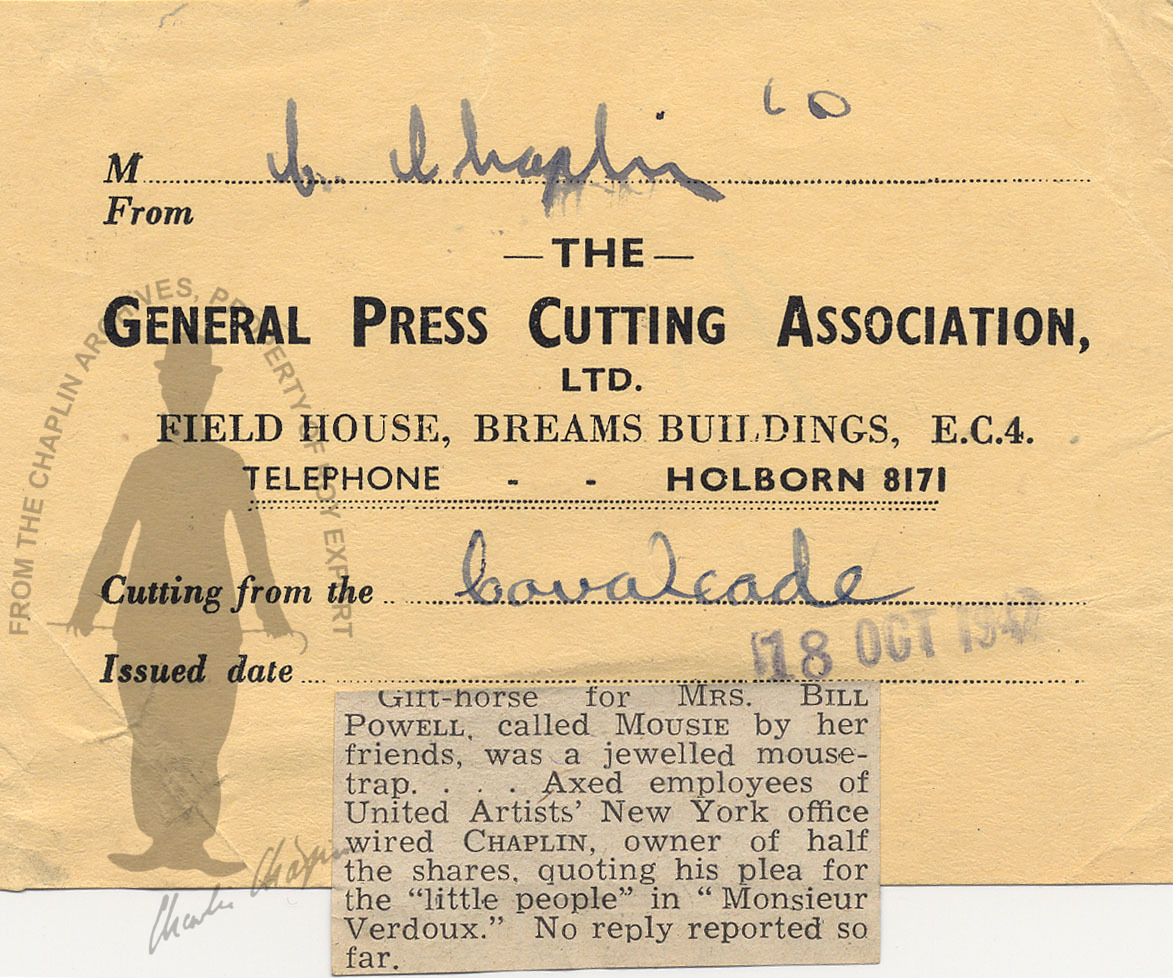 M C. Chaplin 10
From
— THE —
GENERAL PRESS CUTTING ASSOCIATION,
LTD.
FIELD HOUSE, BREAMS BUILDINGS, E.C.4.
TELEPHONE - - HOLBORN 8171
Cutting from the Cavalcade
18 OCT 1947
Issued date
Gift-horse for MRS. BILL
POWELL, called MOUSIE by her
friends, was a jewelled mouse-
trap. . . . Axed employees of
United Artists’ New York office
wired CHAPLIN, owner of half
the shares, quoting his plea for
the “little people” in “ Monsieur
Verdoux.” No reply reported so
far.
FROM THE CHAPLIN ARCHIVES, PROPERTY OF ROY EXPORT
Charlie Chaplin